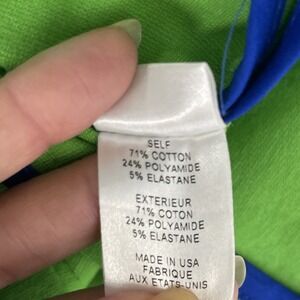 SELF
71% COTTON
24% POLYAMIDE
5% ELASTANE
EXTERIEUR
71% COTON
24% POLYAMIDE
5% ELASTANE
MADE IN USA
FABRIQUE
AUX ETATS-UNIS